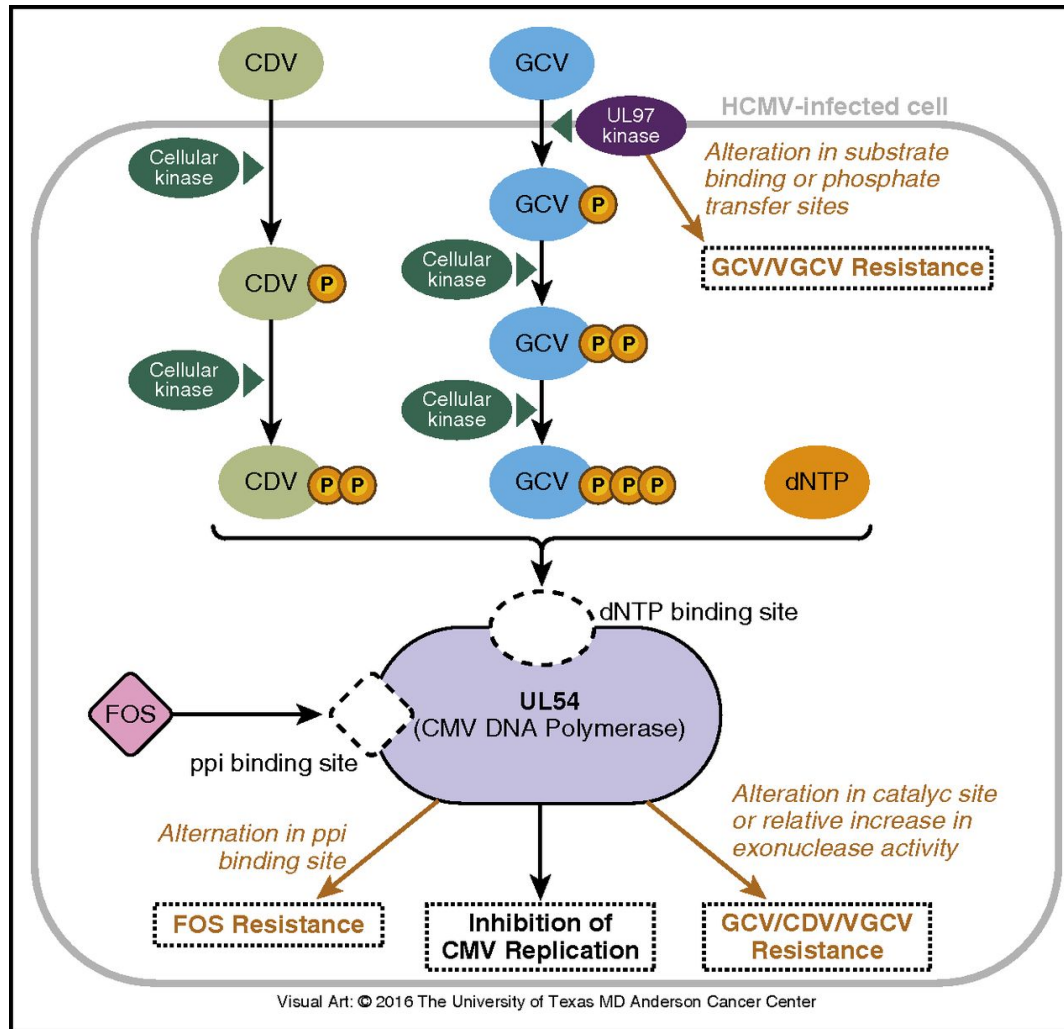 CDV
GCV
HCMV-infected cell
UL97
kinase
Cellular
kinase
Alteration in substrate
binding or phosphate
transfer sites
GCV P
GCV/VGCV Resistance
Cellular
kinase
CDV P
GCV P P
Cellular
kinase
Cellular
kinase
CDV P P
GCV P P P
dNTP
dNTP binding site
UL54
(CMV DNA Polymerase)
FOS
ppi binding site
Alternation in ppi
binding site
Alteration in catalyc site
or relative increase in
exonuclease activity
FOS Resistance
Inhibition of
CMV Replication
GCV/CDV/VGCV
Resistance
Visual Art: © 2016 The University of Texas MD Anderson Cancer Center